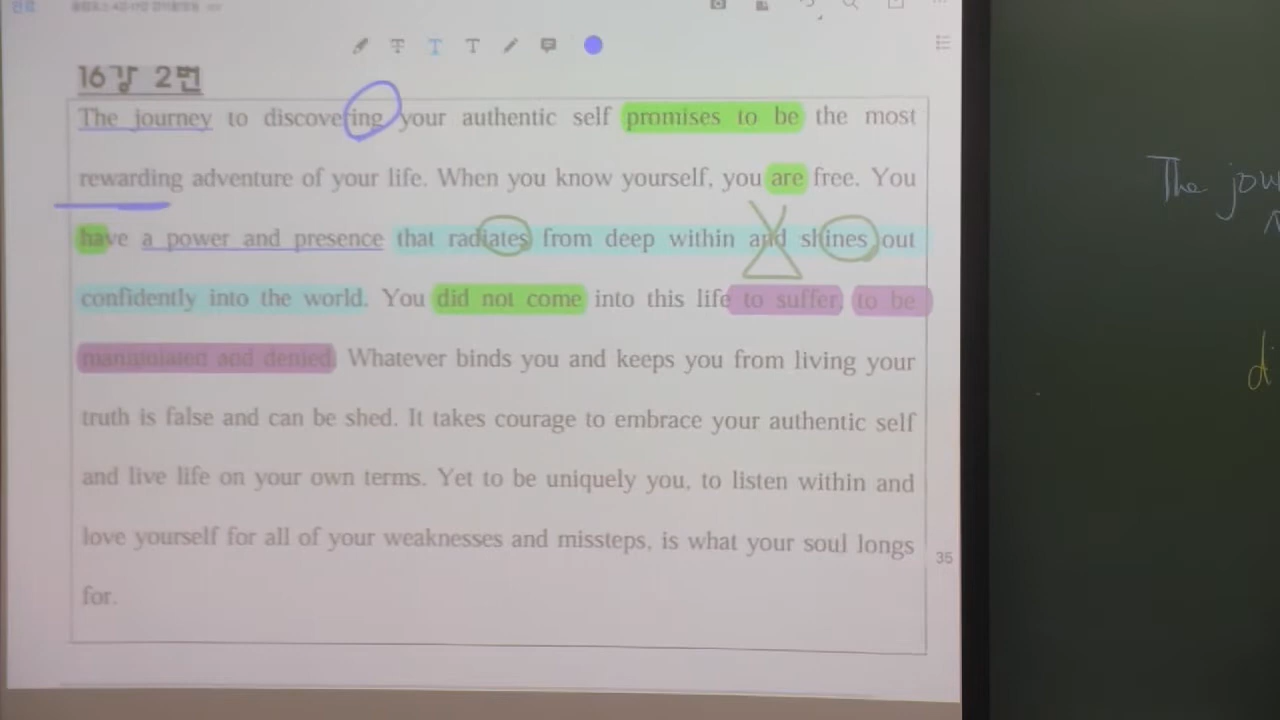 16강 2번
The journey to discovering your authentic self promises to be the most
rewarding adventure of your life. When you know yourself, you are free. You
have a power and presence that radiates from deep within and shines out
confidently into the world. You did not come into this life to suffer, to be
manipulated and denied. Whatever binds you and keeps you from living your
truth is false and can be shed. It takes courage to embrace your authentic self
and live life on your own terms. Yet to be uniquely you, to listen within and
love yourself for all of your weaknesses and missteps, is what your soul longs
for.
35
The jou
di